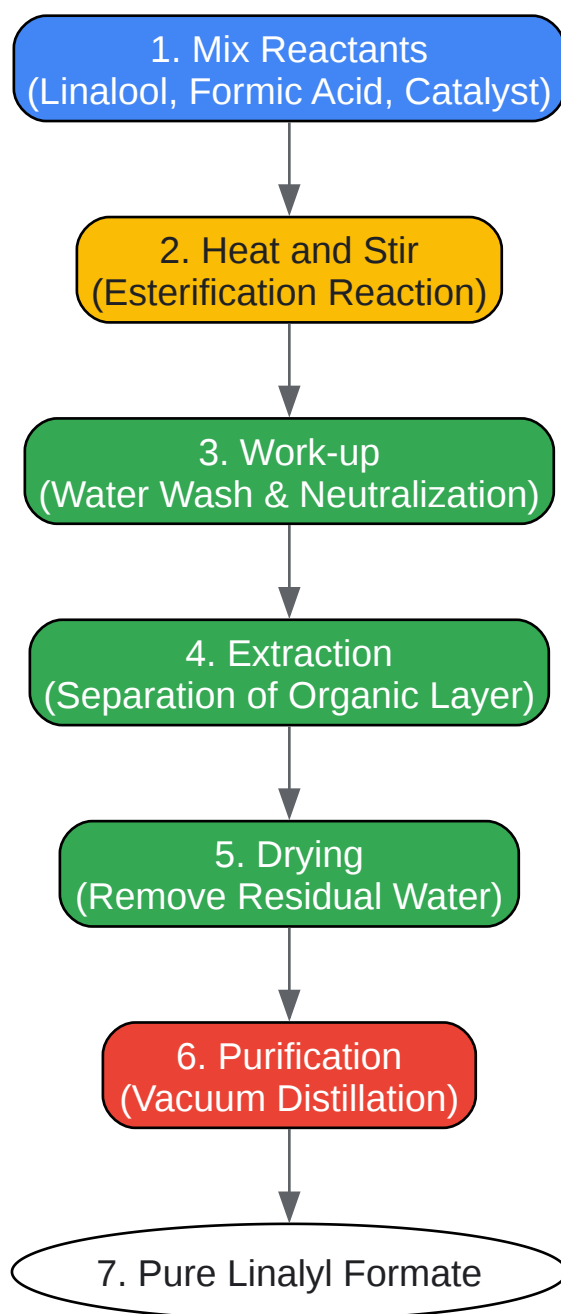 1. Mix Reactants
(Linalool, Formic Acid, Catalyst)
2. Heat and Stir
(Esterification Reaction)
3. Work-up
(Water Wash & Neutralization)
4. Extraction
(Separation of Organic Layer)
5. Drying
(Remove Residual Water)
6. Purification
(Vacuum Distillation)
7. Pure Linalyl Formate